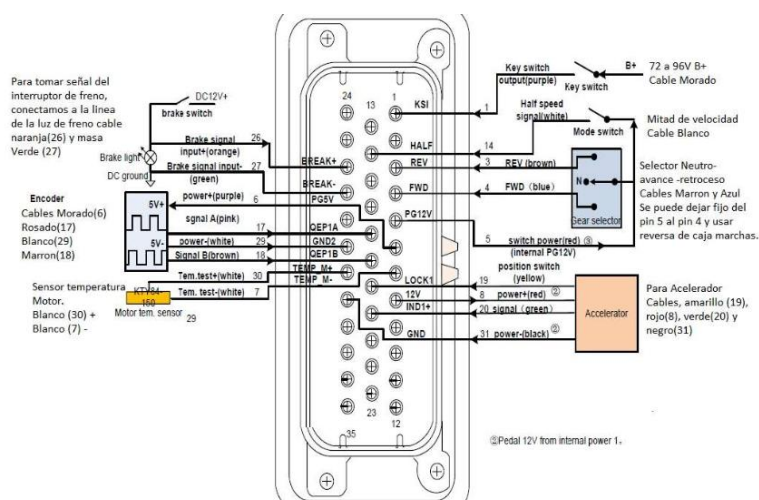 Para tomar señal del
interruptor de freno,
conectamos a la línea
de la luz de freno cable
naranja(26) y masa
Verde (27)
DC12V+
brake switch
Brake light
DC ground
Brake signal 26
input+(orange)
Brake signal input- 27
(green)
Encoder
Cables Morado(6)
Rosado(17)
Blanco(29)
Marron(18)
5V+
5V-
power+(purple) 6
sgnal A(pink)
17
power-(white) 29
Signal B(brown) 18
Sensor temperatura
Motor.
Blanco (30) +
Blanco (7) -
KTY84-
150
Motor tem. sensor 29
Tem.test+(white) 30
Tem. test-(white) 7
24
13
1
BREAK+
BREAK-
PG5V
QEP1A
GND2
QEP1B
TEMP_M+
TEMP_M-
KSI
HALF
REV
FWD
PG12V
LOCK1
12V
IND1+
GND
23
12
35
Key switch
output(purple)
B+
Key switch
1
72 a 96V B+
Cable Morado
Half speed
signal(white)
Mode switch
14
Mitad de velocidad
Cable Blanco
3 REV (brown)
4 FWD (blue)
N
Gear selector
Selector Neutro-
avance -retroceso
Cables Marron y Azul
Se puede dejar fijo del
pin 5 al pin 4 y usar
reversa de caja marchas.
5 switch power(red) ③
(internal PG12V)
position switch
19 (yellow)
8 power+(red) ②
20 signal (green)
31 power-(black) ②
Accelerator
Para Acelerador
Cables, amarillo (19),
rojo(8), verde(20) y
negro(31)
②Pedal 12V from internal power 1。